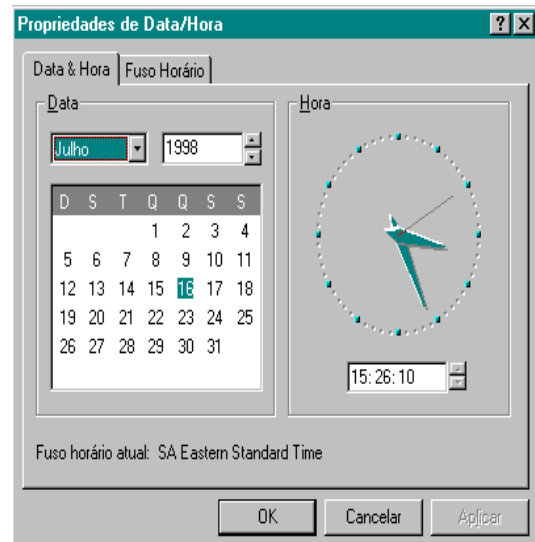 Propriedades de Data/Hora
Data & Hora
Fuso Horário
Data
Hora
Julho
1998
D S T Q Q S S
1 2 3 4
5 6 7 8 9 10 11
12 13 14 15 16 17 18
19 20 21 22 23 24 25
26 27 28 29 30 31
15:26:10
Fuso horário atual: SA Eastern Standard Time
OK
Cancelar
Aplicar